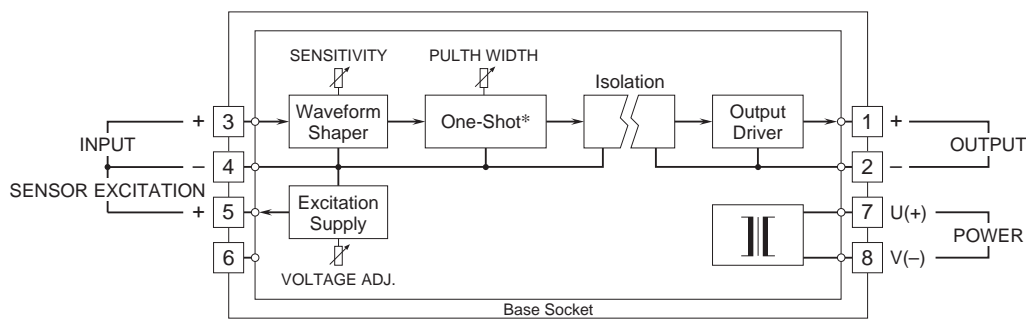 SENSITIVITY
PULTH WIDTH
Isolation
Waveform
Shaper
One-Shot*
Output
Driver
INPUT
+ 3
– 4
SENSOR EXCITATION
+ 5
6
Excitation
Supply
VOLTAGE ADJ.
1 +
2 –
OUTPUT
7 U(+)
8 V(–)
POWER
Base Socket